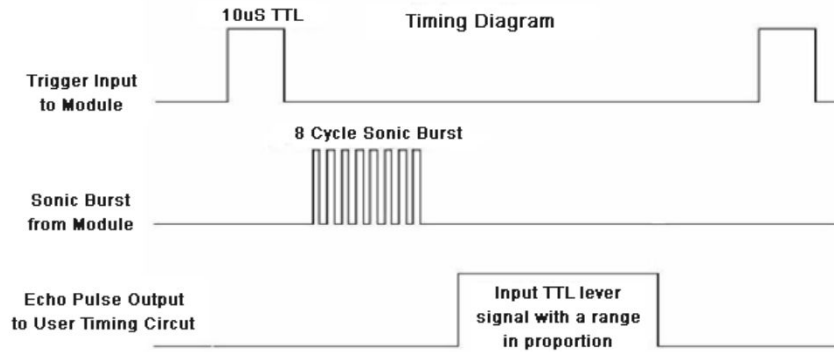 10uS TTL
Timing Diagram
Trigger Input
to Module
8 Cycle Sonic Burst
Sonic Burst
from Module
Echo Pulse Output
to User Timing Circut
Input TTL lever
signal with a range
in proportion